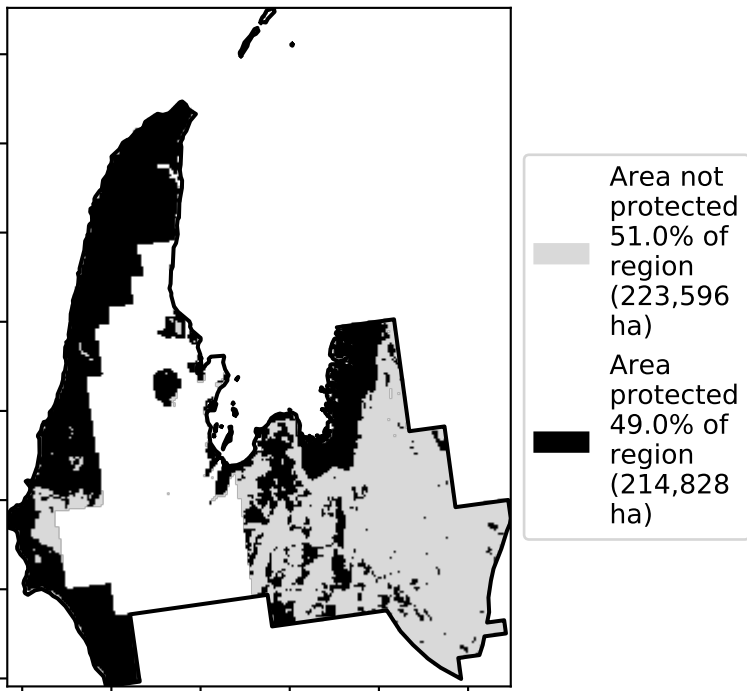 Area not
protected
51.0% of
region
(223,596
ha)
Area
protected
49.0% of
region
(214,828
ha)